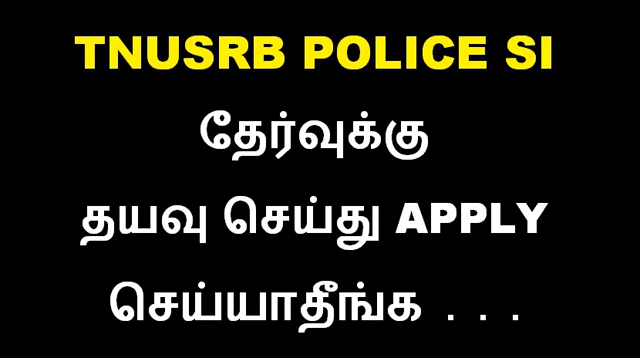 TNUSRB POLICE SI
தேர்வுக்கு
தயவு செய்து APPLY
செய்யாதீங்க . . .